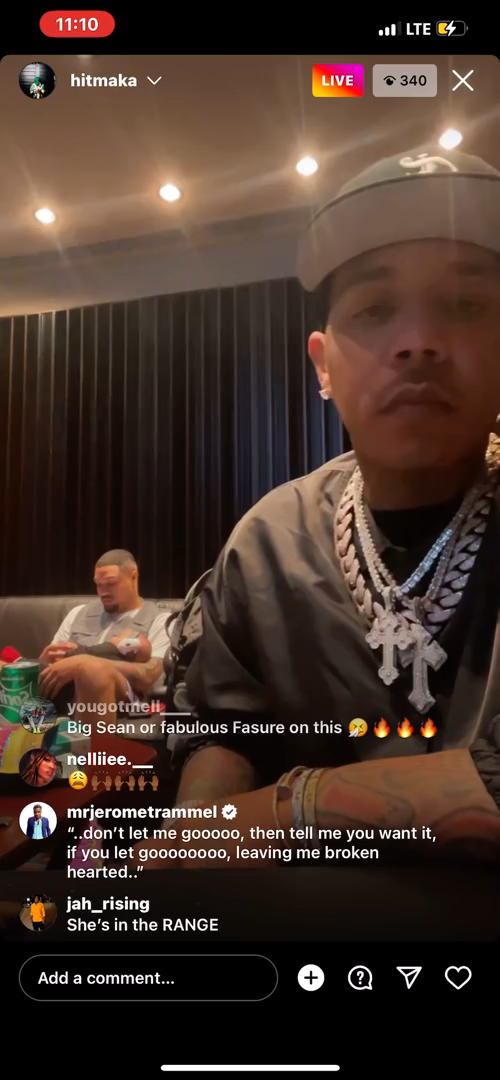 11:10
LTE
hitmaka
LIVE
340
yougotmell
Big Sean or fabulous Fasure on this 🤧🔥🔥🔥
nelliiee.__
😩🙌🏾🙌🏾🙌🏾
mrjerometrammel
“..don’t let me gooooo, then tell me you want it,
if you let goooooooo, leaving me broken
hearted..”
jah_rising
She’s in the RANGE
Add a comment...